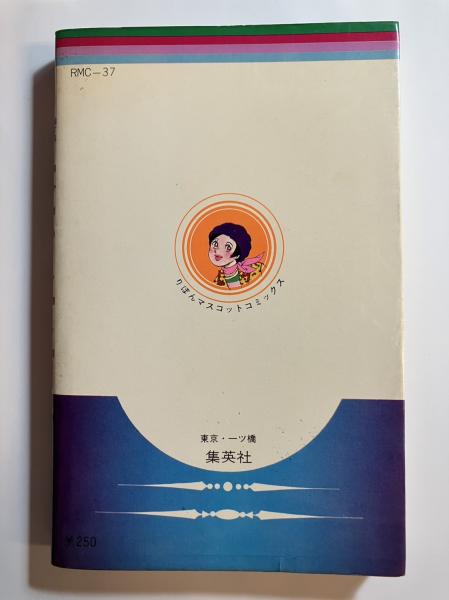 RMC—37
りぼんマスコットコミックス
東京・一ツ橋
集英社
¥250